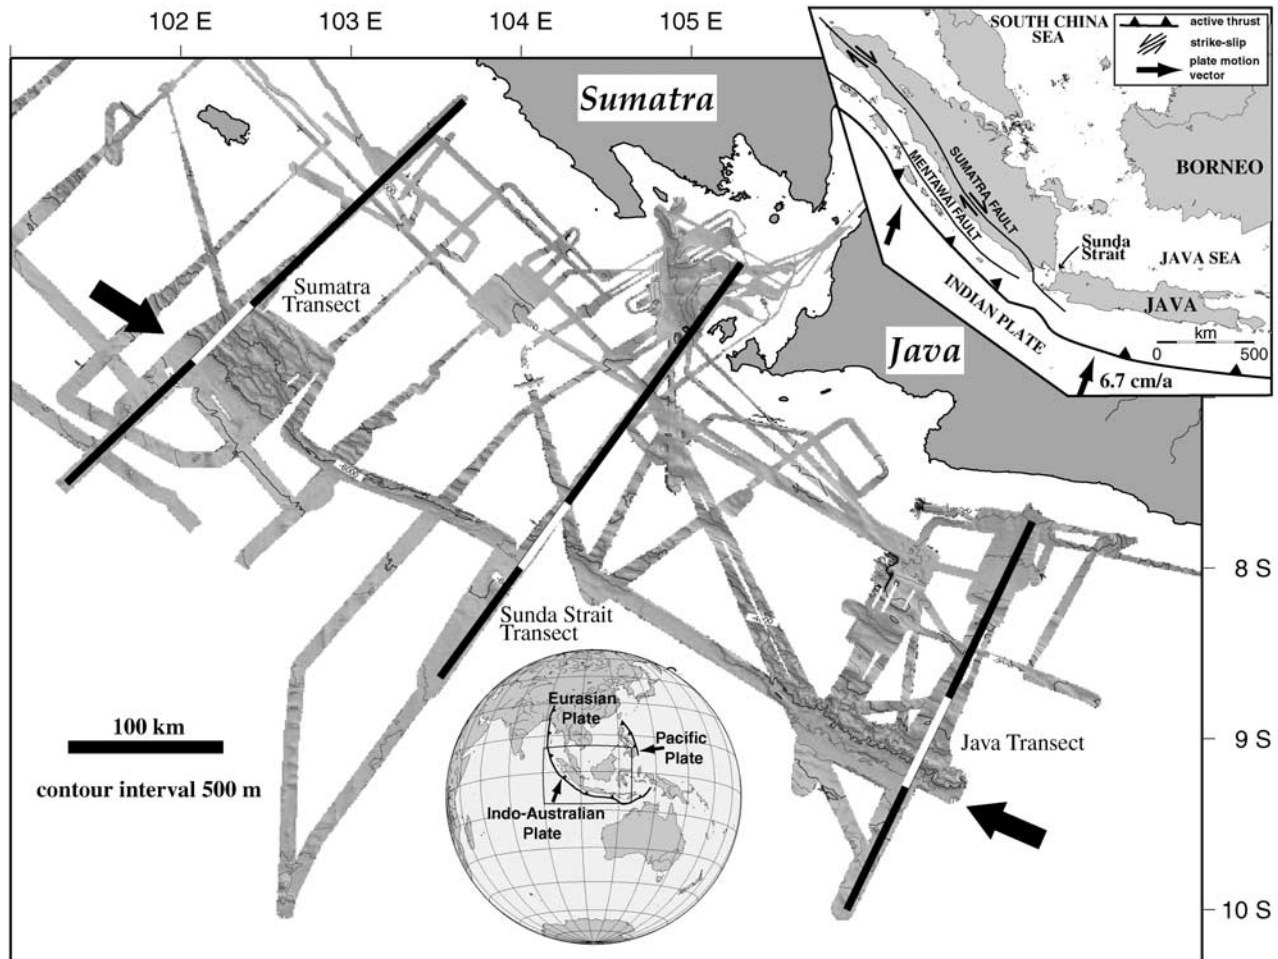 102 E
103 E
104 E
105 E
SOUTH CHINA
SEA
active thrust
strike-slip
plate motion
vector
Sumatra
BORNEO
SUMATRA FAULT
MENTAWAI FAULT
Sunda
Strait
JAVA SEA
INDIAN PLATE
JAVA
km
0
500
6.7 cm/a
Sumatra
Transect
Java
-6000
8 S
Sunda Strait
Transect
100 km
contour interval 500 m
Eurasian
Plate
Pacific
Plate
Indo-Australian
Plate
Java Transect
9 S
10 S